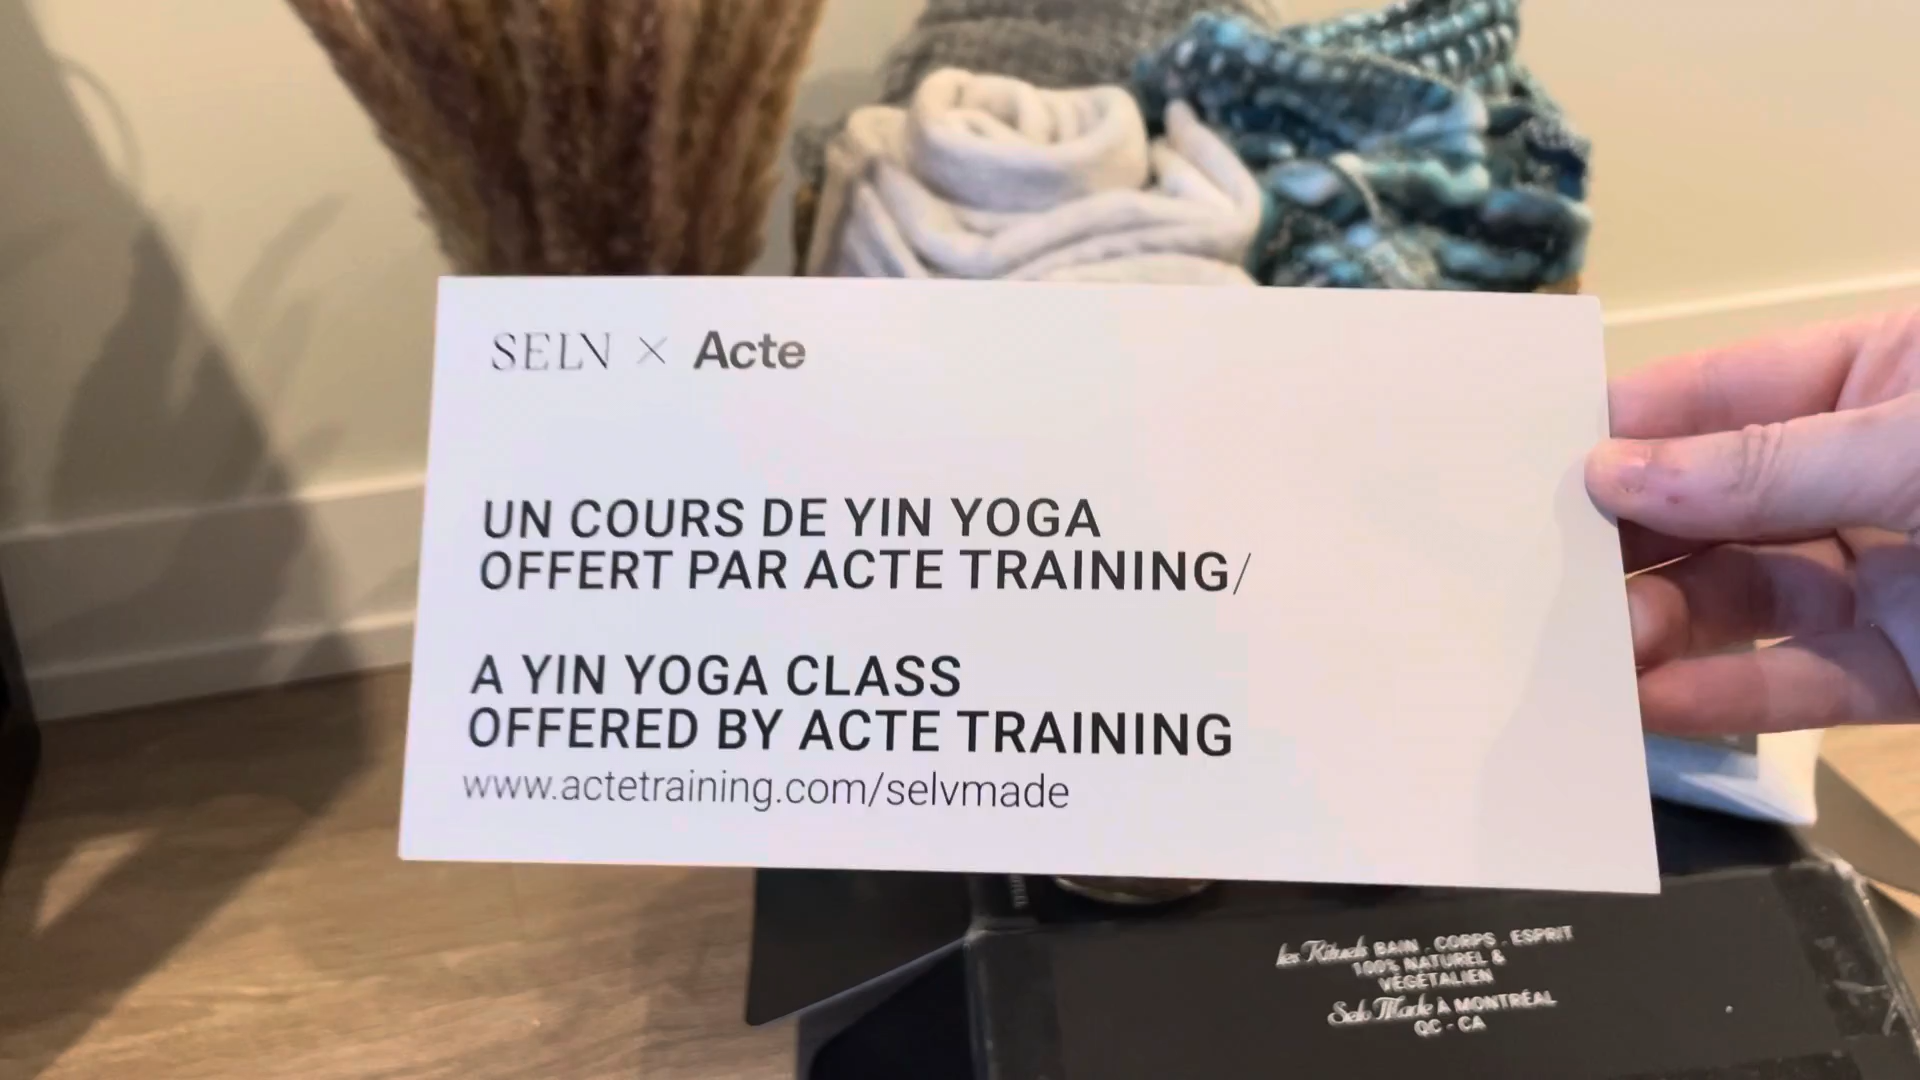 SELV × Acte
UN COURS DE YIN YOGA
OFFERT PAR ACTE TRAINING/
A YIN YOGA CLASS
OFFERED BY ACTE TRAINING
www.actetraining.com/selvmade
les Rituels BAIN . CORPS . ESPRIT
100% NATUREL &
VÉGÉTALIEN
Selv Made À MONTRÉAL
QC - CA